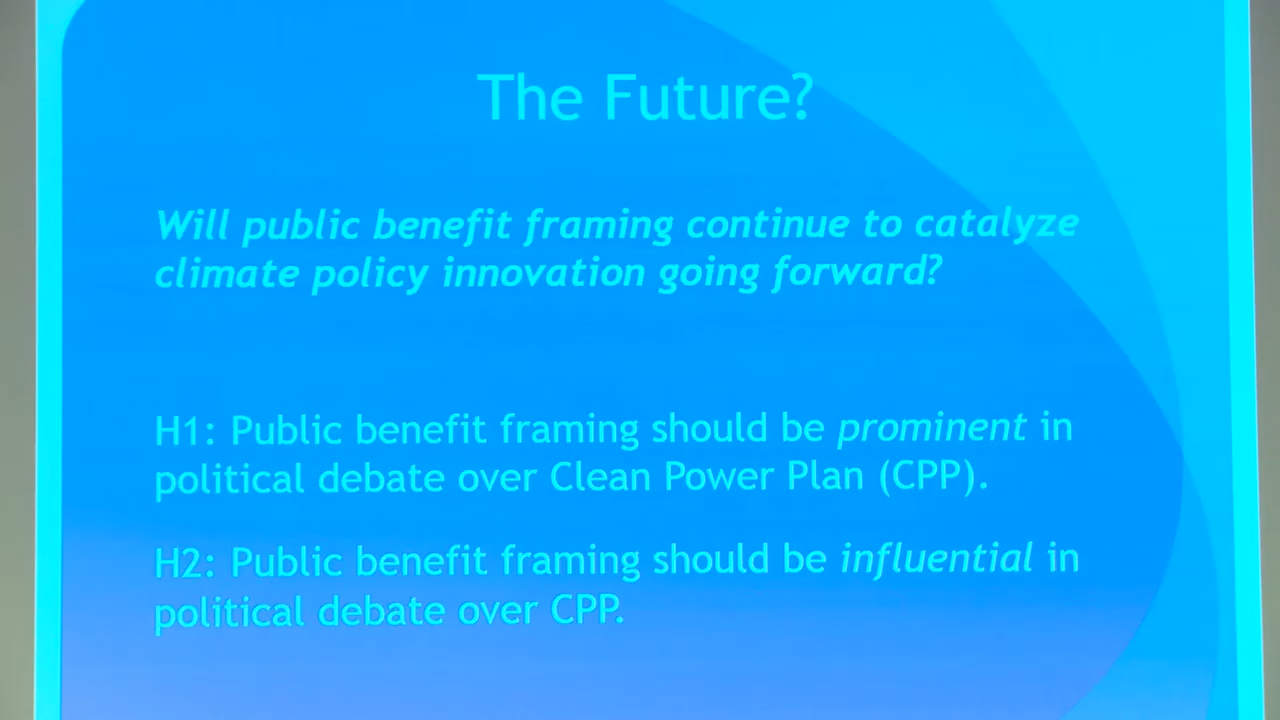 The Future?
Will public benefit framing continue to catalyze
climate policy innovation going forward?
H1: Public benefit framing should be prominent in
political debate over Clean Power Plan (CPP).
H2: Public benefit framing should be influential in
political debate over CPP.